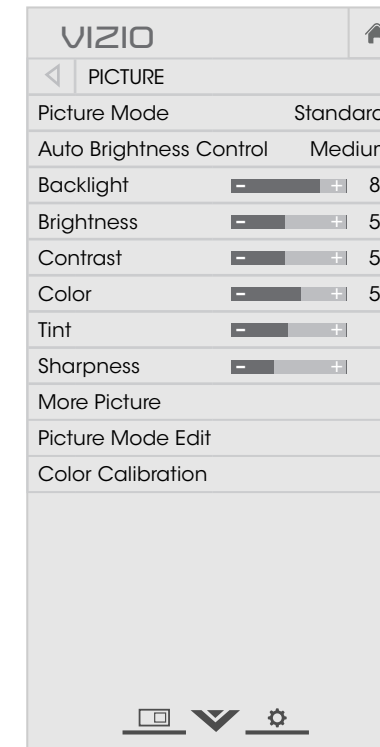 VIZIO
PICTURE
Picture Mode Standard
Auto Brightness Control Medium
Backlight - + 8
Brightness - + 5
Contrast - + 5
Color - + 5
Tint - +
Sharpness - +
More Picture
Picture Mode Edit
Color Calibration